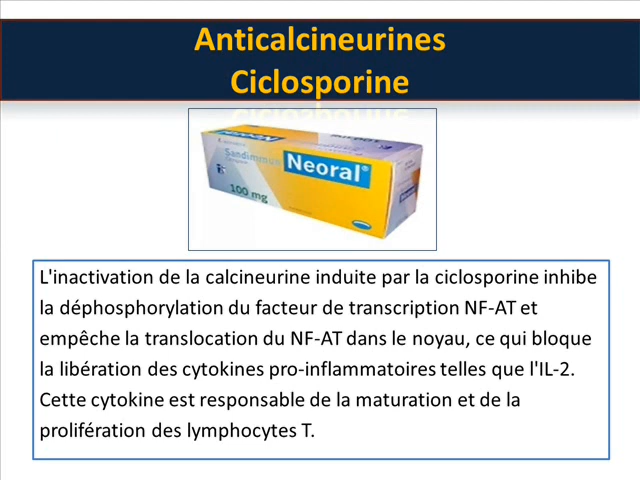 Anticalcineurines
Ciclosporine
Neoral
Sandimmun
Neoral®
100 mg
L'inactivation de la calcineurine induite par la ciclosporine inhibe
la déphosphorylation du facteur de transcription NF-AT et
empêche la translocation du NF-AT dans le noyau, ce qui bloque
la libération des cytokines pro-inflammatoires telles que l'IL-2.
Cette cytokine est responsable de la maturation et de la
prolifération des lymphocytes T.